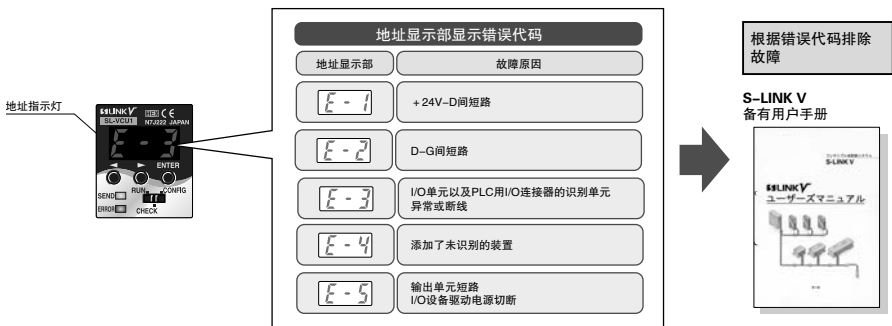 地址指示灯
S-LINK V
SL-VCU1
N7J222 JAPAN
E - 3
ENTER
SEND
RUN
CONFIG
ERROR
CHECK
地址显示部显示错误代码
地址显示部
故障原因
E - 1
＋24V–D间短路
E - 2
D–G间短路
E - 3
I/O单元以及PLC用I/O连接器的识别单元
异常或断线
E - 4
添加了未识别的装置
E - 5
输出单元短路
I/O设备驱动电源切断
根据错误代码排除
故障
S–LINK V
备有用户手册
S-LINK V
S-LINK V
ユーザーズマニュアル